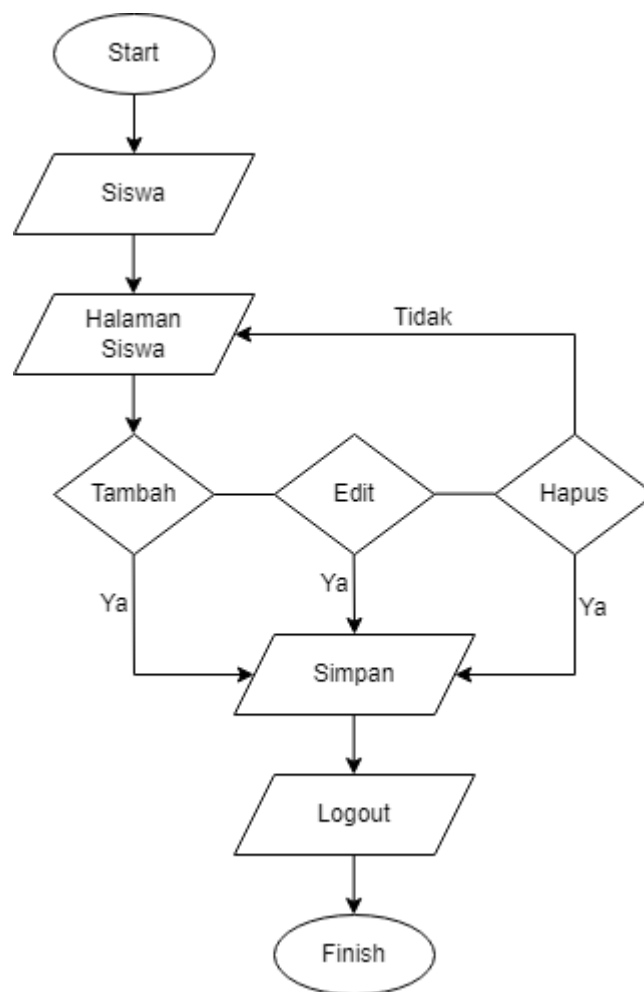 Start
Siswa
Halaman
Siswa
Tidak
Tambah
Edit
Hapus
Ya
Ya
Ya
Simpan
Logout
Finish